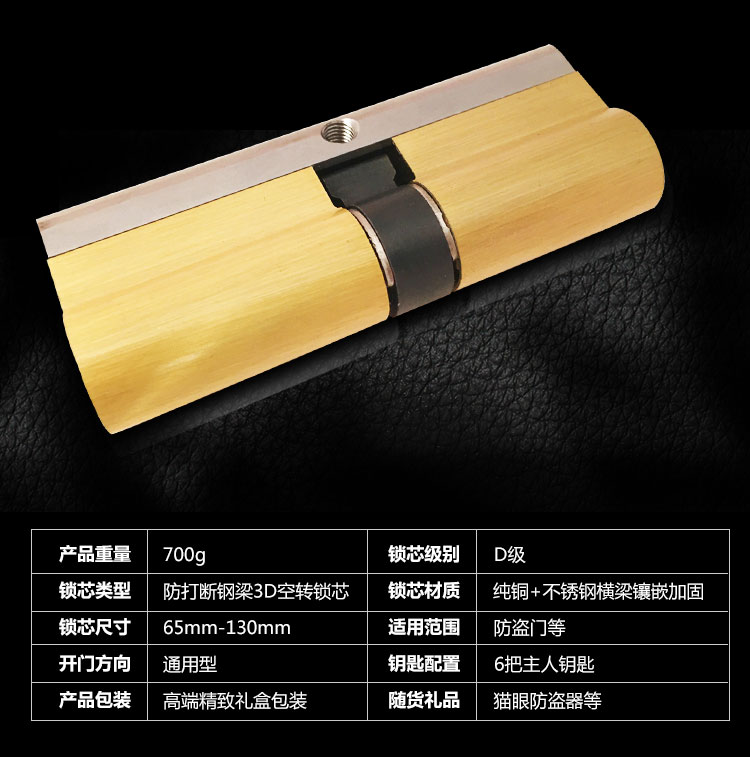 产品重量 700g 锁芯级别 D级
锁芯类型 防打断钢梁3D空转锁芯 锁芯材质 纯铜+不锈钢横梁镶嵌加固
锁芯尺寸 65mm-130mm 适用范围 防盗门等
开门方向 通用型 钥匙配置 6把主人钥匙
产品包装 高端精致礼盒包装 随货礼品 猫眼防盗器等